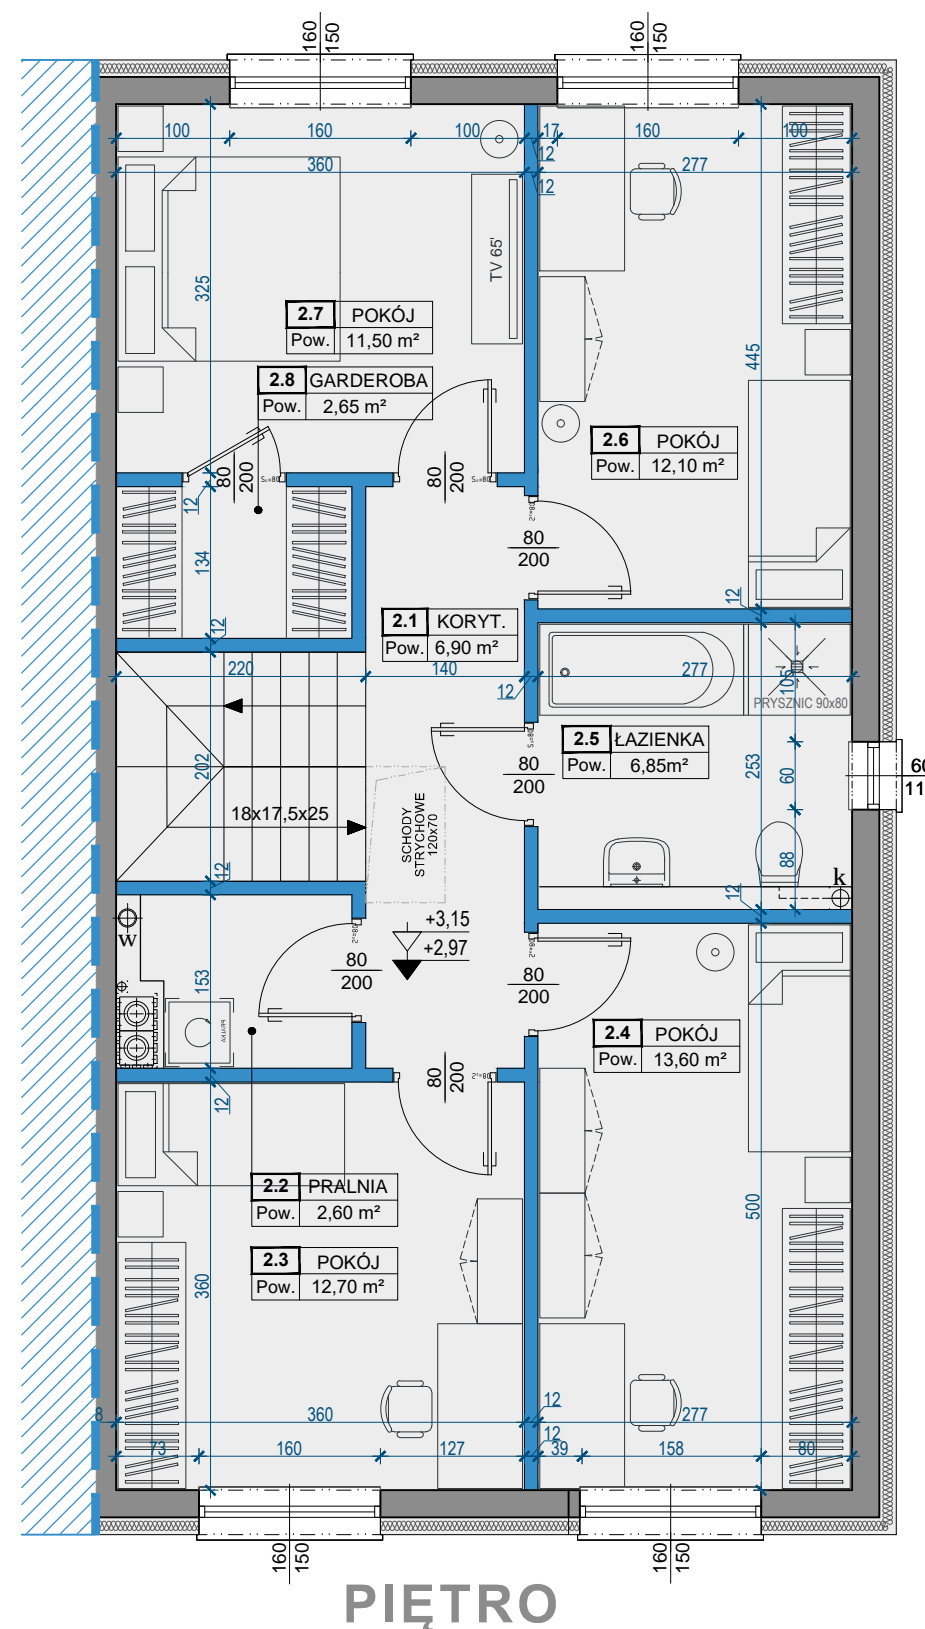 160
150
160
150
100
160
100
17
160
100
12
360
12
277
TV 65'
325
2.7 POKÓJ
Pow. 11,50 m²
445
2.8 GARDEROBA
Pow. 2,65 m²
2.6 POKÓJ
Pow. 12,10 m²
80
200
80
200
12
134
80
200
12
12
2.1 KORYT.
Pow. 6,90 m²
220
140
277
12
105
PRYSZNIC 90x80
2.5 ŁAZIENKA
Pow. 6,85m²
80
200
202
253
60
60
11
18x17,5x25
SCHODY
STRYCHOWE
120x70
88
12
12
k
w
+3,15
+2,97
80
200
80
200
153
PRALKA
2.4 POKÓJ
Pow. 13,60 m²
80
200
12
2.2 PRALNIA
Pow. 2,60 m²
500
2.3 POKÓJ
Pow. 12,70 m²
360
12
8
360
277
12
73
160
127
39
158
80
160
150
160
150
PIĘTRO